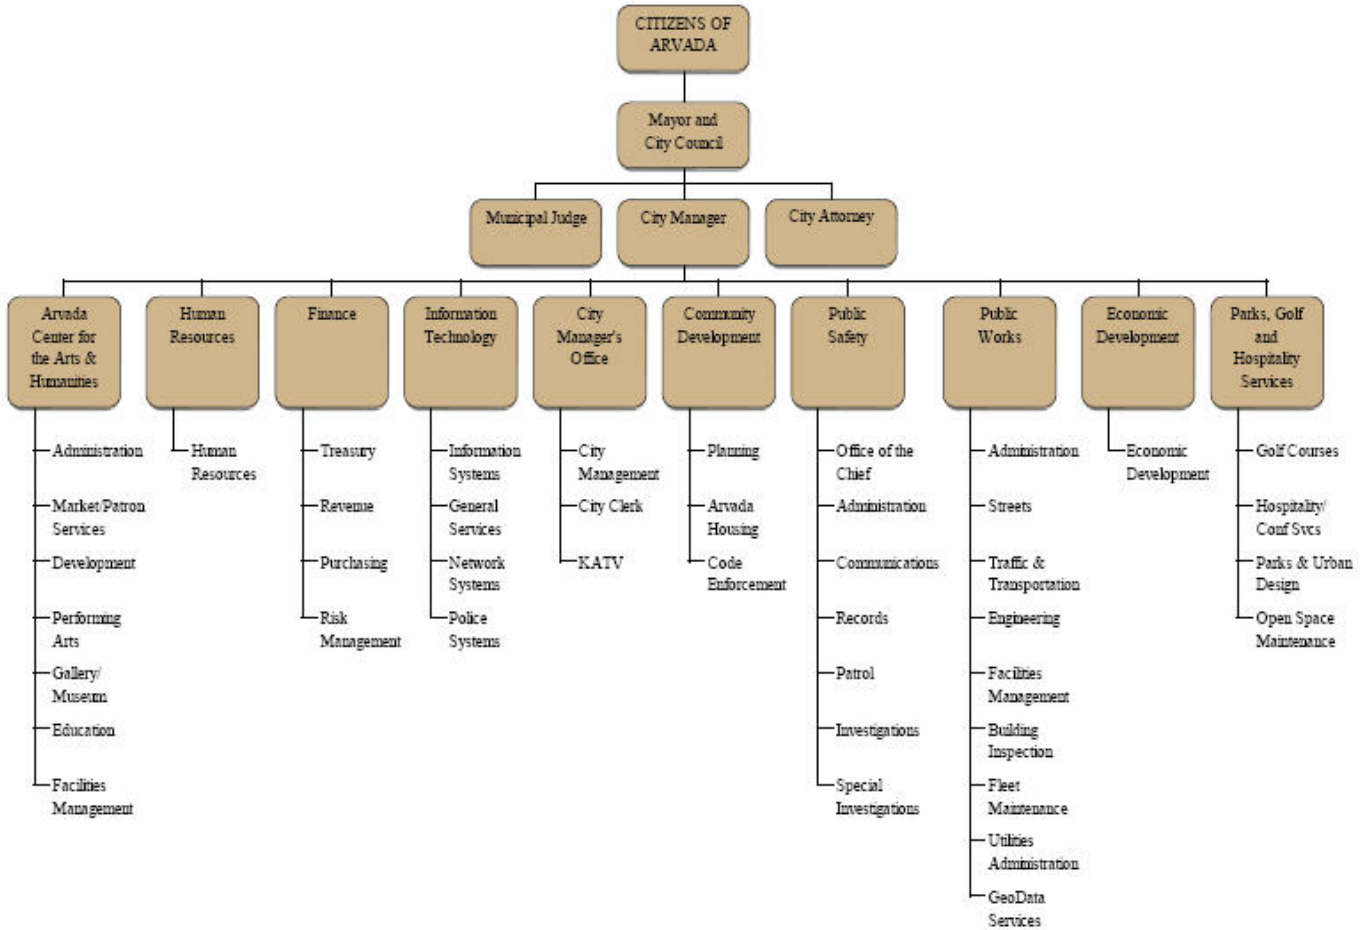 CITIZENS OF
ARVADA
Mayor and
City Council
Municipal Judge
City Manager
City Attorney
Arvada
Center for
the Arts &
Humanities
Human
Resources
Finance
Information
Technology
City
Manager's
Office
Community
Development
Public
Safety
Public
Works
Economic
Development
Parks, Golf
and
Hospitality
Services
Administration
Market/Patron
Services
Development
Performing
Arts
Gallery/
Museum
Education
Facilities
Management
Human
Resources
Treasury
Revenue
Purchasing
Risk
Management
Information
Systems
General
Services
Network
Systems
Police
Systems
City
Management
City Clerk
KATV
Planning
Arvada
Housing
Code
Enforcement
Office of the
Chief
Administration
Communications
Records
Patrol
Investigations
Special
Investigations
Administration
Streets
Traffic &
Transportation
Engineering
Facilities
Management
Building
Inspection
Fleet
Maintenance
Utilities
Administration
GeoData
Services
Economic
Development
Golf Courses
Hospitality/
Conf Svcs
Parks & Urban
Design
Open Space
Maintenance